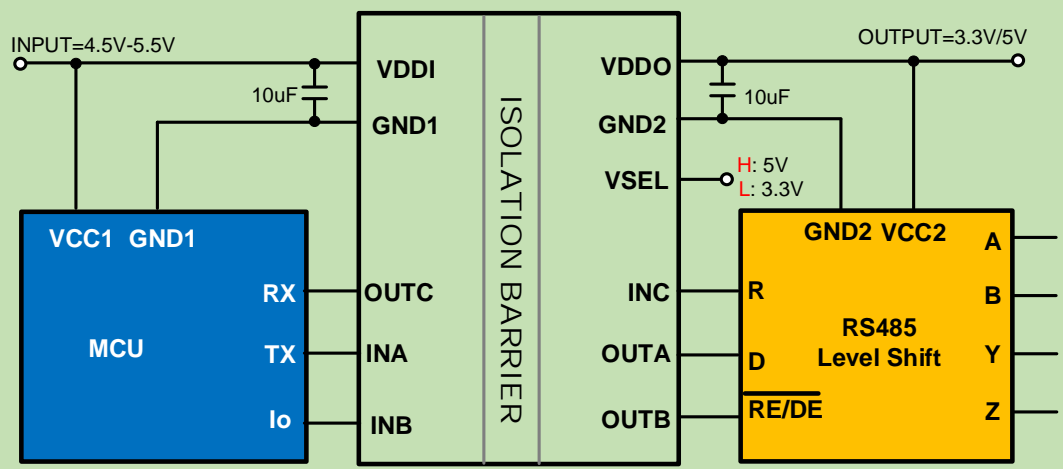 INPUT=4.5V-5.5V
10uF
VCC1 GND1
MCU
RX
TX
Io
VDDI
GND1
OUTC
INA
INB
ISOLATION BARRIER
VDDO
GND2
VSEL
INC
OUTA
OUTB
OUTPUT=3.3V/5V
10uF
H: 5V
L: 3.3V
GND2 VCC2
R
D
RE/DE
RS485
Level Shift
A
B
Y
Z